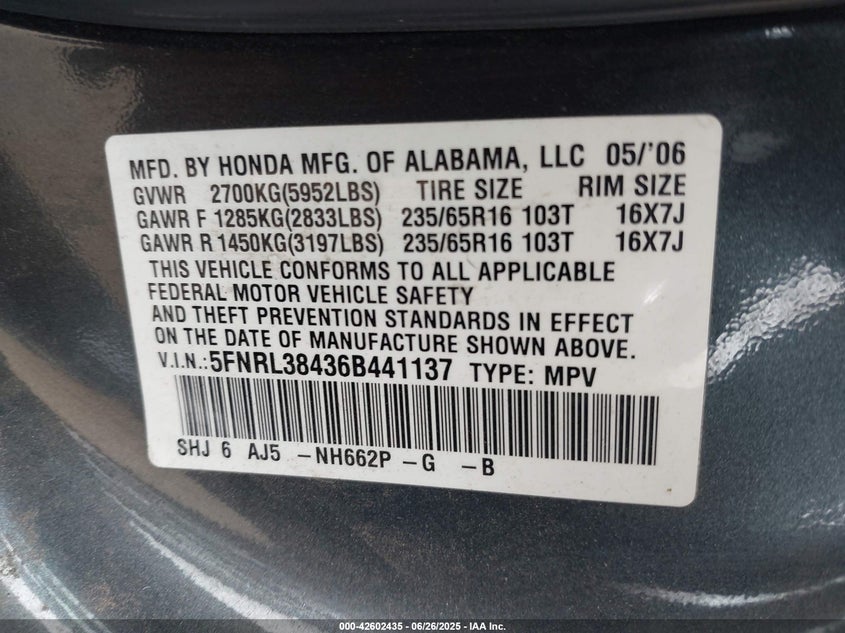 MFD. BY HONDA MFG. OF ALABAMA, LLC 05/'06
GVWR 2700KG(5952LBS) TIRE SIZE RIM SIZE
GAWR F 1285KG(2833LBS) 235/65R16 103T 16X7J
GAWR R 1450KG(3197LBS) 235/65R16 103T 16X7J
THIS VEHICLE CONFORMS TO ALL APPLICABLE
FEDERAL MOTOR VEHICLE SAFETY
AND THEFT PREVENTION STANDARDS IN EFFECT
ON THE DATE OF MANUFACTURE SHOWN ABOVE.
V.I.N.:5FNRL38436B441137 TYPE: MPV
SHJ 6 AJ5 -NH662P -G -B
000-42602435 - 06/26/2025 - IAA Inc.